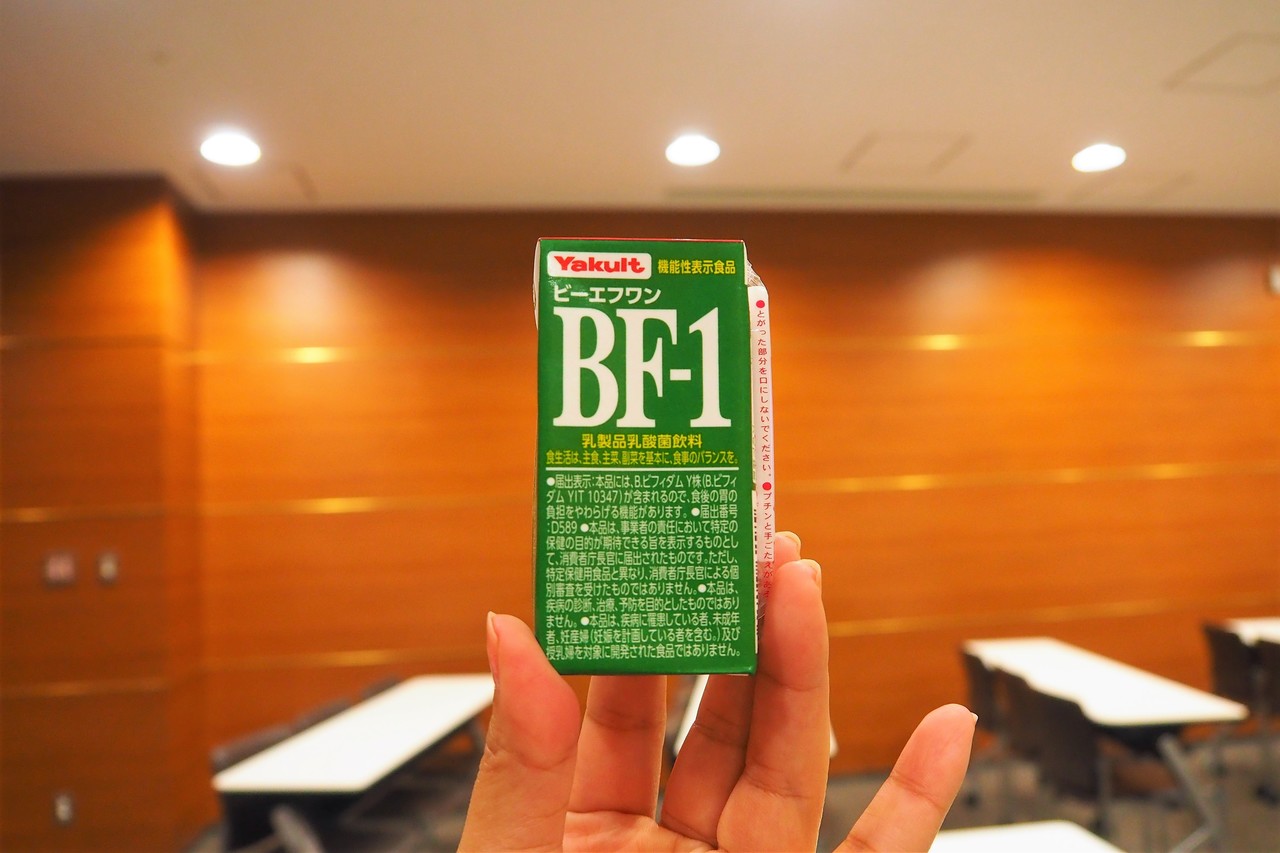 Yakult 機能性表示食品
ビーエフワン
BF-1
乳製品乳酸菌飲料
食生活は、主食、主菜、副菜を基本に、食事のバランスを。
●届出表示:本品には、B.ビフィダム Y株(B.ビフィ
ダム YIT 10347)が含まれるので、食後の胃の
負担をやわらげる機能があります。●届出番号
:D589 ●本品は、事業者の責任において特定の
保健の目的が期待できる旨を表示するものとし
て、消費者庁長官に届出されたものです。ただし、
特定保健用食品と異なり、消費者庁長官による個
別審査を受けたものではありません。●本品は、
疾病の診断、治療、予防を目的としたものではあり
ません。●本品は、疾病に罹患している者、未成年
者、妊産婦(妊娠を計画している者を含む。)及び
授乳婦を対象に開発された食品ではありません。
●とがった部分を口にしないでください。●プチンと手ごたえが